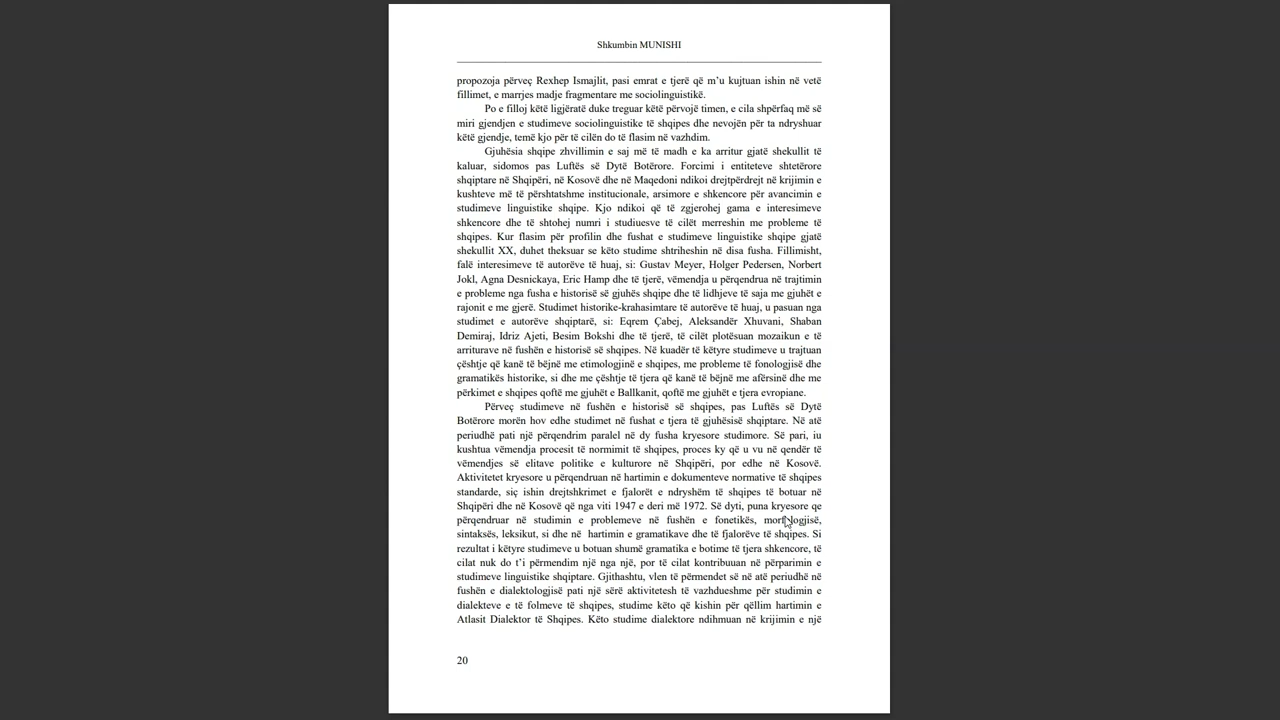 Shkumbin MUNISHI
propozoja përveç Rexhep Ismajlit, pasi emrat e tjerë që m’u kujtuan ishin në vetë
fillimet, e marrjes madje fragmentare me sociolinguistikë.
Po e filloj këtë ligjëratë duke treguar këtë përvojë timen, e cila shpërfaq më së
miri gjendjen e studimeve sociolinguistike të shqipes dhe nevojën për ta ndryshuar
këtë gjendje, temë kjo për të cilën do të flasim në vazhdim.
Gjuhësia shqipe zhvillimin e saj më të madh e ka arritur gjatë shekullit të
kaluar, sidomos pas Luftës së Dytë Botërore. Forcimi i entiteteve shtetërore
shqiptare në Shqipëri, në Kosovë dhe në Maqedoni ndikoi drejtpërdrejt në krijimin e
kushteve më të përshtatshme institucionale, arsimore e shkencore për avancimin e
studimeve linguistike shqipe. Kjo ndikoi që të zgjerohej gama e interesimeve
shkencore dhe të shtohej numri i studiuesve të cilët merreshin me probleme të
shqipes. Kur flasim për profilin dhe fushat e studimeve linguistike shqipe gjatë
shekullit XX, duhet theksuar se këto studime shtriheshin në disa fusha. Fillimisht,
falë interesimeve të autorëve të huaj, si: Gustav Meyer, Holger Pedersen, Norbert
Jokl, Agna Desnickaya, Eric Hamp dhe të tjerë, vëmendja u përqendrua në trajtimin
e probleme nga fusha e historisë së gjuhës shqipe dhe të lidhjeve të saja me gjuhët e
rajonit e me gjerë. Studimet historike-krahasimtare të autorëve të huaj, u pasuan nga
studimet e autorëve shqiptarë, si: Eqrem Çabej, Aleksandër Xhuvani, Shaban
Demiraj, Idriz Ajeti, Besim Bokshi dhe të tjerë, të cilët plotësuan mozaikun e të
arriturave në fushën e historisë së shqipes. Në kuadër të këtyre studimeve u trajtuan
çështje që kanë të bëjnë me etimologjinë e shqipes, me probleme të fonologjisë dhe
gramatikës historike, si dhe me çështje të tjera që kanë të bëjnë me afërsinë dhe me
përkimet e shqipes qoftë me gjuhët e Ballkanit, qoftë me gjuhët e tjera evropiane.
Përveç studimeve në fushën e historisë së shqipes, pas Luftës së Dytë
Botërore morën hov edhe studimet në fushat e tjera të gjuhësisë shqiptare. Në atë
periudhë pati një përqendrim paralel në dy fusha kryesore studimore. Së pari, iu
kushtua vëmendja procesit të normimit të shqipes, proces ky që u vu në qendër të
vëmendjes së elitave politike e kulturore në Shqipëri, por edhe në Kosovë.
Aktivitetet kryesore u përqendruan në hartimin e dokumenteve normative të shqipes
standarde, siç ishin drejtshkrimet e fjalorët e ndryshëm të shqipes të botuar në
Shqipëri dhe në Kosovë që nga viti 1947 e deri më 1972. Së dyti, puna kryesore qe
përqendruar në studimin e problemeve në fushën e fonetikës, morfologjisë,
sintaksës, leksikut, si dhe në hartimin e gramatikave dhe të fjalorëve të shqipes. Si
rezultat i këtyre studimeve u botuan shumë gramatika e botime të tjera shkencore, të
cilat nuk do t’i përmendim një nga një, por të cilat kontribuuan në përparimin e
studimeve linguistike shqiptare. Gjithashtu, vlen të përmendet së në atë periudhë në
fushën e dialektologjisë pati një sërë aktivitetesh të vazhdueshme për studimin e
dialekteve e të folmeve të shqipes, studime këto që kishin për qëllim hartimin e
Atlasit Dialektor të Shqipes. Këto studime dialektore ndihmuan në krijimin e një
20